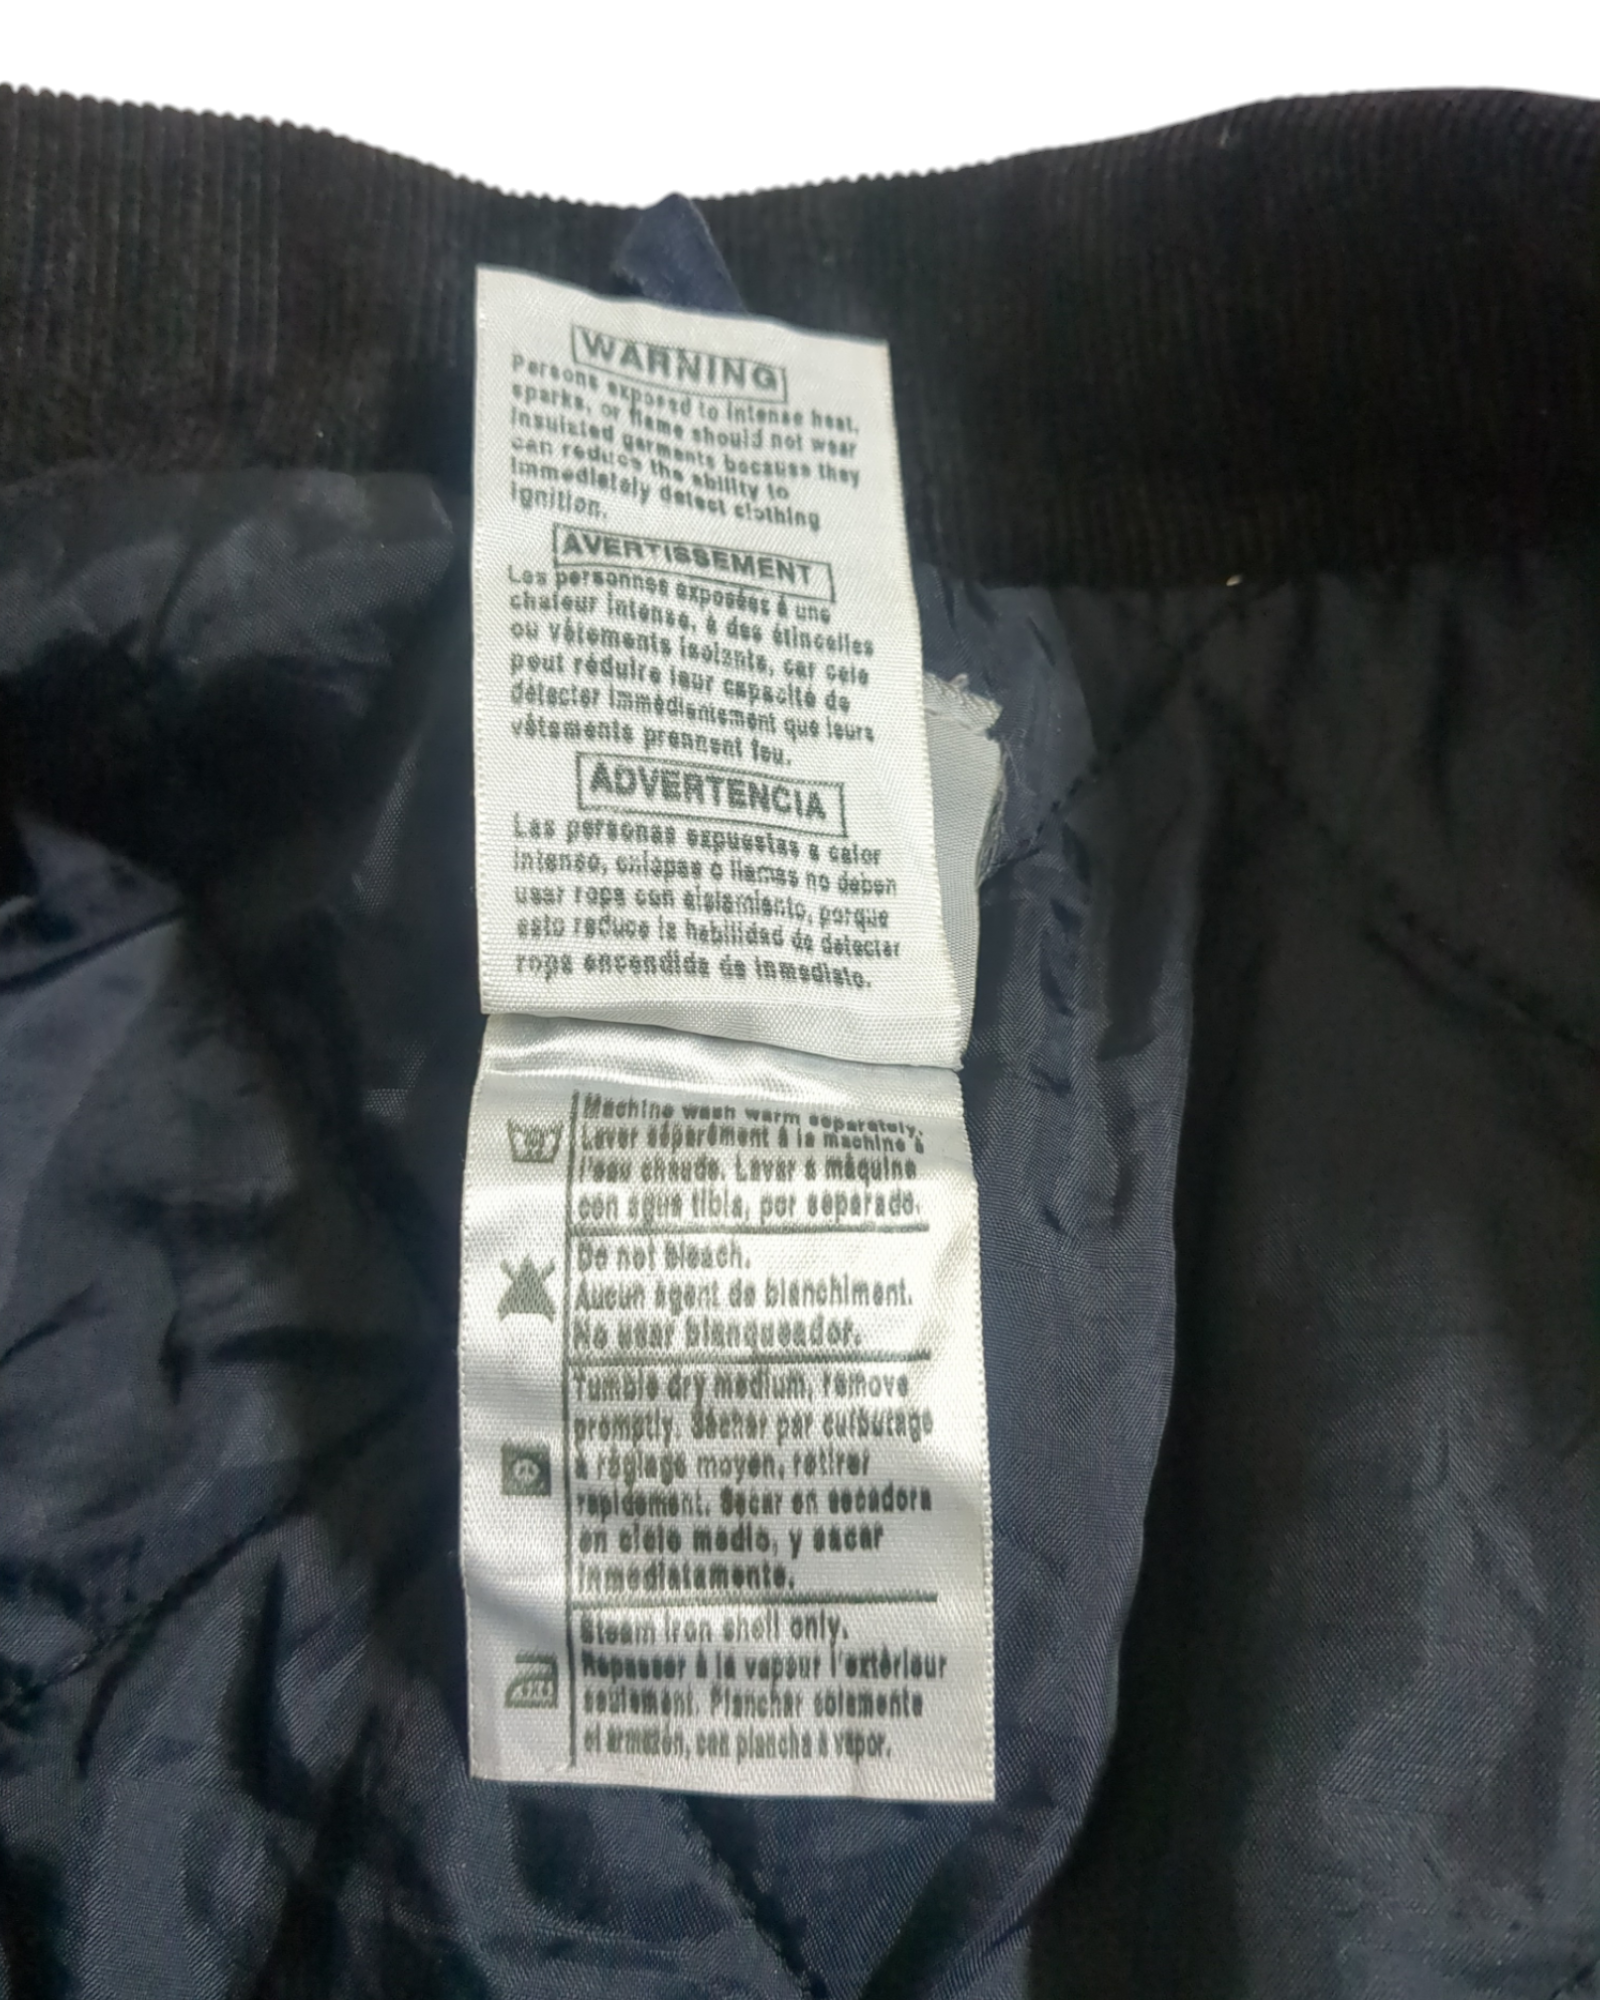 WARNING
Persons exposed to intense heat,
sparks, or flame should not wear
insulated garments because they
can reduce the ability to
immediately detect clothing
ignition.
AVERTISSEMENT
Les personnes exposées à une
chaleur intense, à des étincelles
ou vêtements isolants, car cela
peut réduire leur capacité de
détecter immédiatement que leurs
vêtements prennent feu.
ADVERTENCIA
Las personas expuestas a calor
intenso, chispas o llamas no deben
usar ropa con aislamiento, porque
esto reduce la habilidad de detectar
ropa encendida de inmediato.
Machine wash warm separately.
Laver séparément à la machine à
l'eau chaude. Lavar a máquina
con agua tibia, por separado.
Do not bleach.
Aucun agent de blanchiment.
No usar blanqueador.
Tumble dry medium, remove
promptly. Sécher par culbutage
à réglage moyen, retirer
rapidement. Secar en secadora
en ciclo medio, y sacar
inmediatamente.
Steam iron shell only.
Repasser à la vapeur l'extérieur
seulement. Planchar solamente
el armazón, con plancha a vapor.